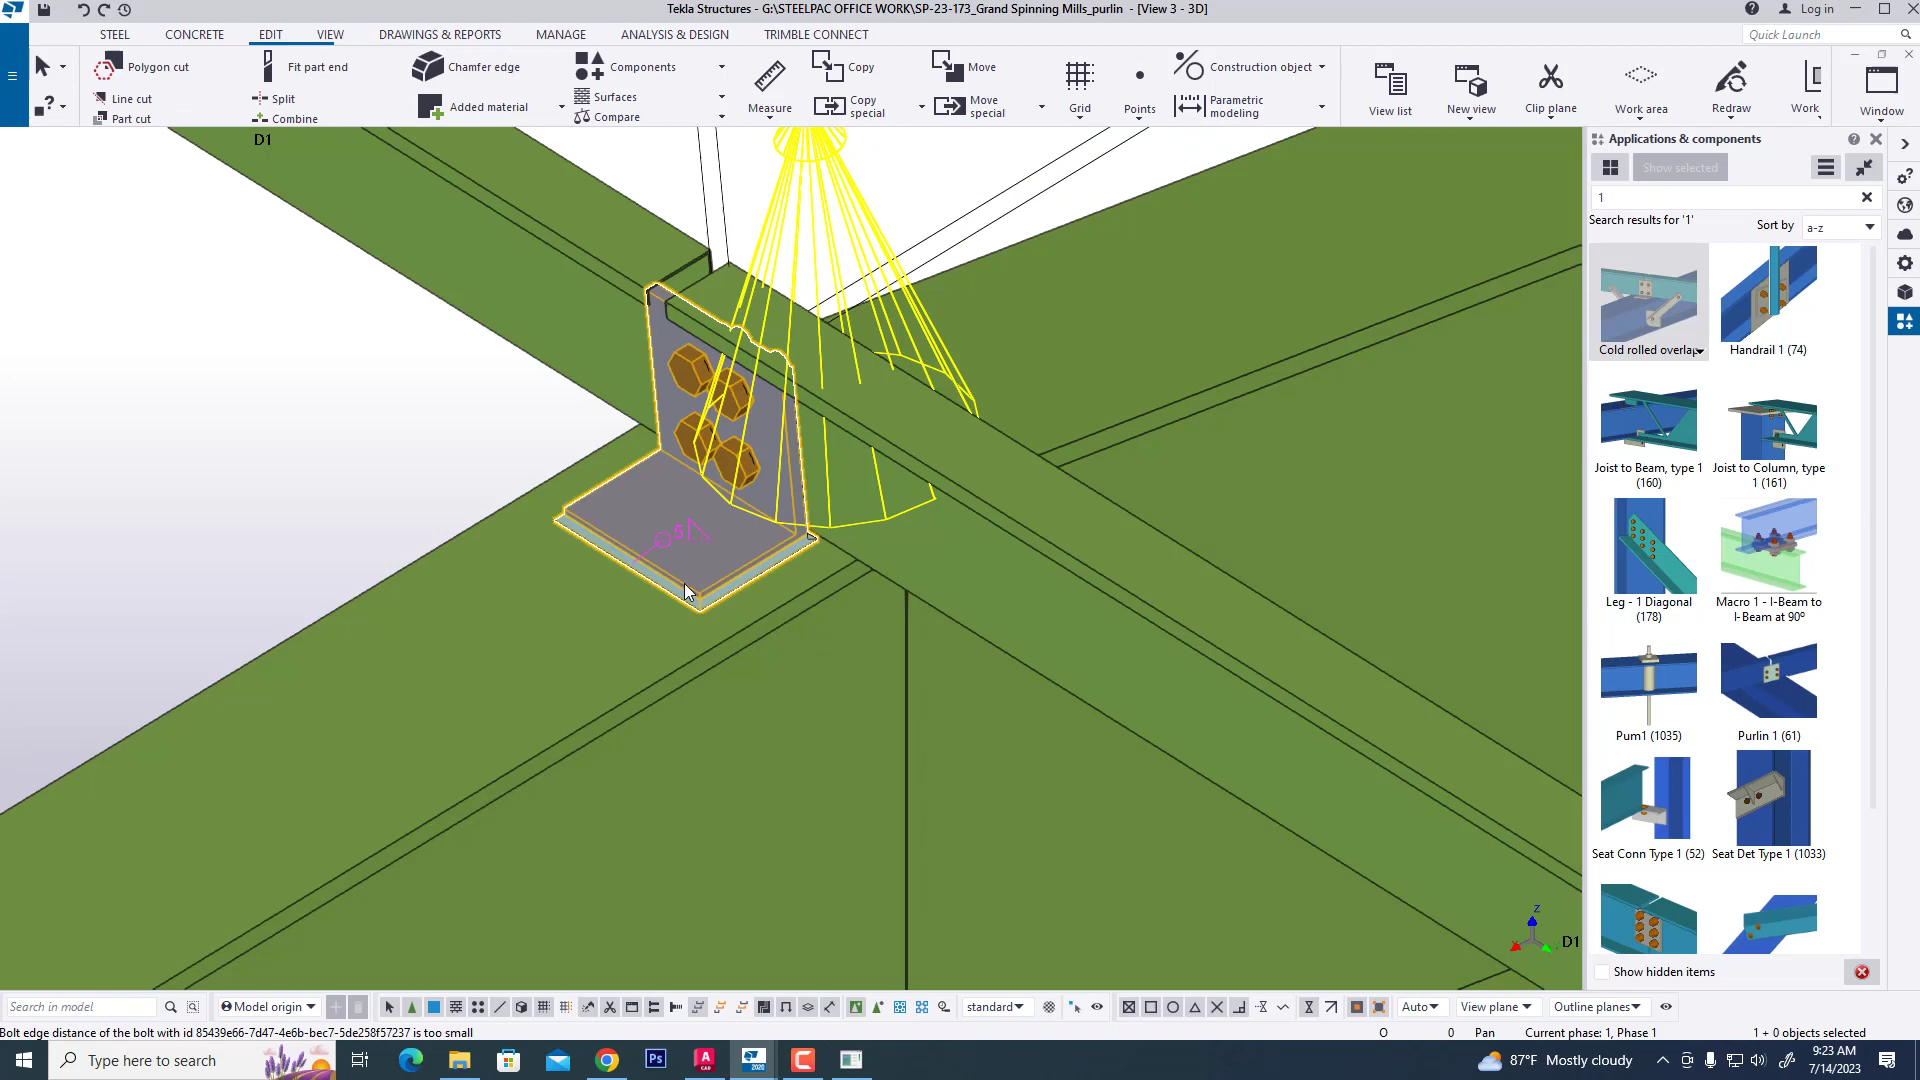 Tekla Structures - G:\STEELPAC OFFICE WORK\SP-23-173_Grand Spinning Mills_purlin - [View 3 - 3D]
Log in
STEEL CONCRETE EDIT VIEW DRAWINGS & REPORTS MANAGE ANALYSIS & DESIGN TRIMBLE CONNECT
Quick Launch
Polygon cut
Line cut
Part cut
Fit part end
Split
Combine
Chamfer edge
Added material
Components
Surfaces
Compare
Measure
Copy
Copy special
Move
Move special
Grid
Points
Construction object
Parametric modeling
View list
New view
Clip plane
Work area
Redraw
Work
Window
D1
5
Z
D1
Applications & components
Show selected
1
Search results for '1'
Sort by
a-z
Cold rolled overlap
Handrail 1 (74)
Joist to Beam, type 1 (160)
Joist to Column, type 1 (161)
Leg - 1 Diagonal (178)
Macro 1 - I-Beam to I-Beam at 90º
Pum1 (1035)
Purlin 1 (61)
Seat Conn Type 1 (52)
Seat Det Type 1 (1033)
Show hidden items
Search in model
Model origin
standard
Auto
View plane
Outline planes
Bolt edge distance of the bolt with id 85439e66-7d47-4e6b-bec7-5de258f57237 is too small
O
0
Pan
Current phase: 1, Phase 1
1 + 0 objects selected
Type here to search
Ps
A
CAD
2020
C
87°F Mostly cloudy
9:23 AM
7/14/2023